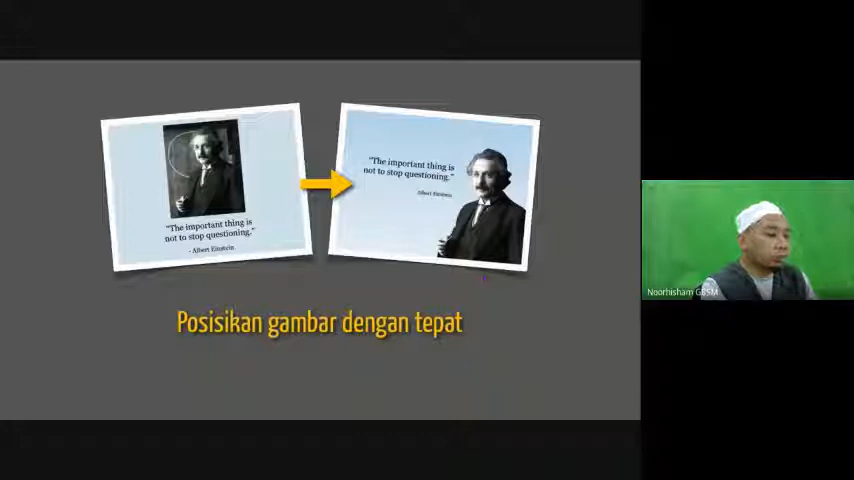 "The important thing is
not to stop questioning."
- Albert Einstein
"The important thing is
not to stop questioning."
Albert Einstein
Posisikan gambar dengan tepat
Noorhisham GBSM